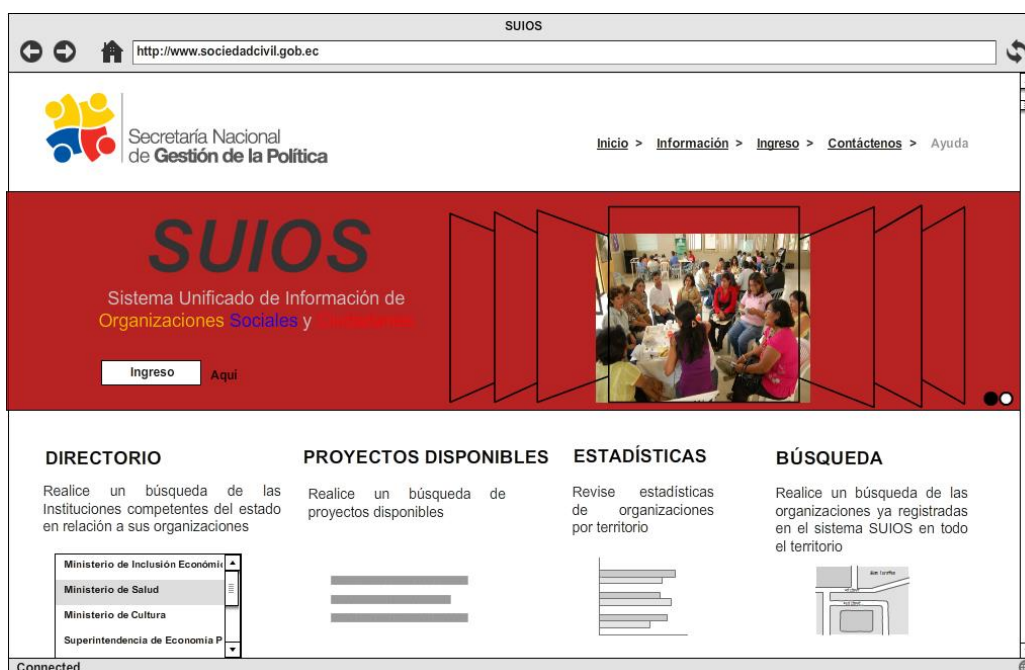 SUIOS
http://www.sociedadcivil.gob.ec
Secretaría Nacional
de Gestión de la Política
Inicio > Información > Ingreso > Contáctenos > Ayuda
SUIOS
Sistema Unificado de Información de
Organizaciones Sociales y Ciudadanas
Ingreso Aqui
DIRECTORIO
Realice un búsqueda de las
Instituciones competentes del estado
en relación a sus organizaciones
Ministerio de Inclusión Económic
Ministerio de Salud
Ministerio de Cultura
Superintendencia de Economía P
PROYECTOS DISPONIBLES
Realice un búsqueda de
proyectos disponibles
ESTADÍSTICAS
Revise estadísticas
de organizaciones
por territorio
BÚSQUEDA
Realice un búsqueda de las
organizaciones ya registradas
en el sistema SUIOS en todo
el territorio
Connected